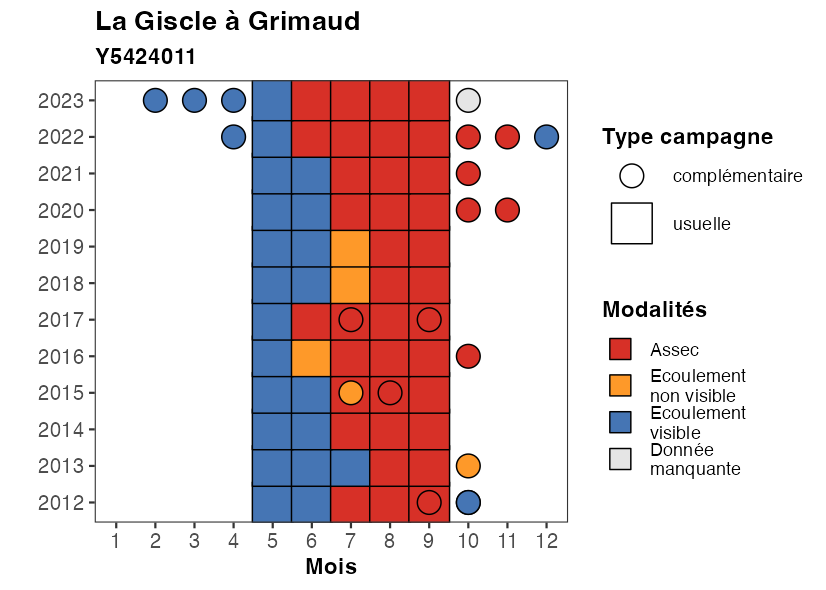 La Giscle à Grimaud
Y5424011
2023
2022
2021
2020
2019
2018
2017
2016
2015
2014
2013
2012
1 2 3 4 5 6 7 8 9 10 11 12
Mois
Type campagne
complémentaire
usuelle
Modalités
Assec
Ecoulement
non visible
Ecoulement
visible
Donnée
manquante